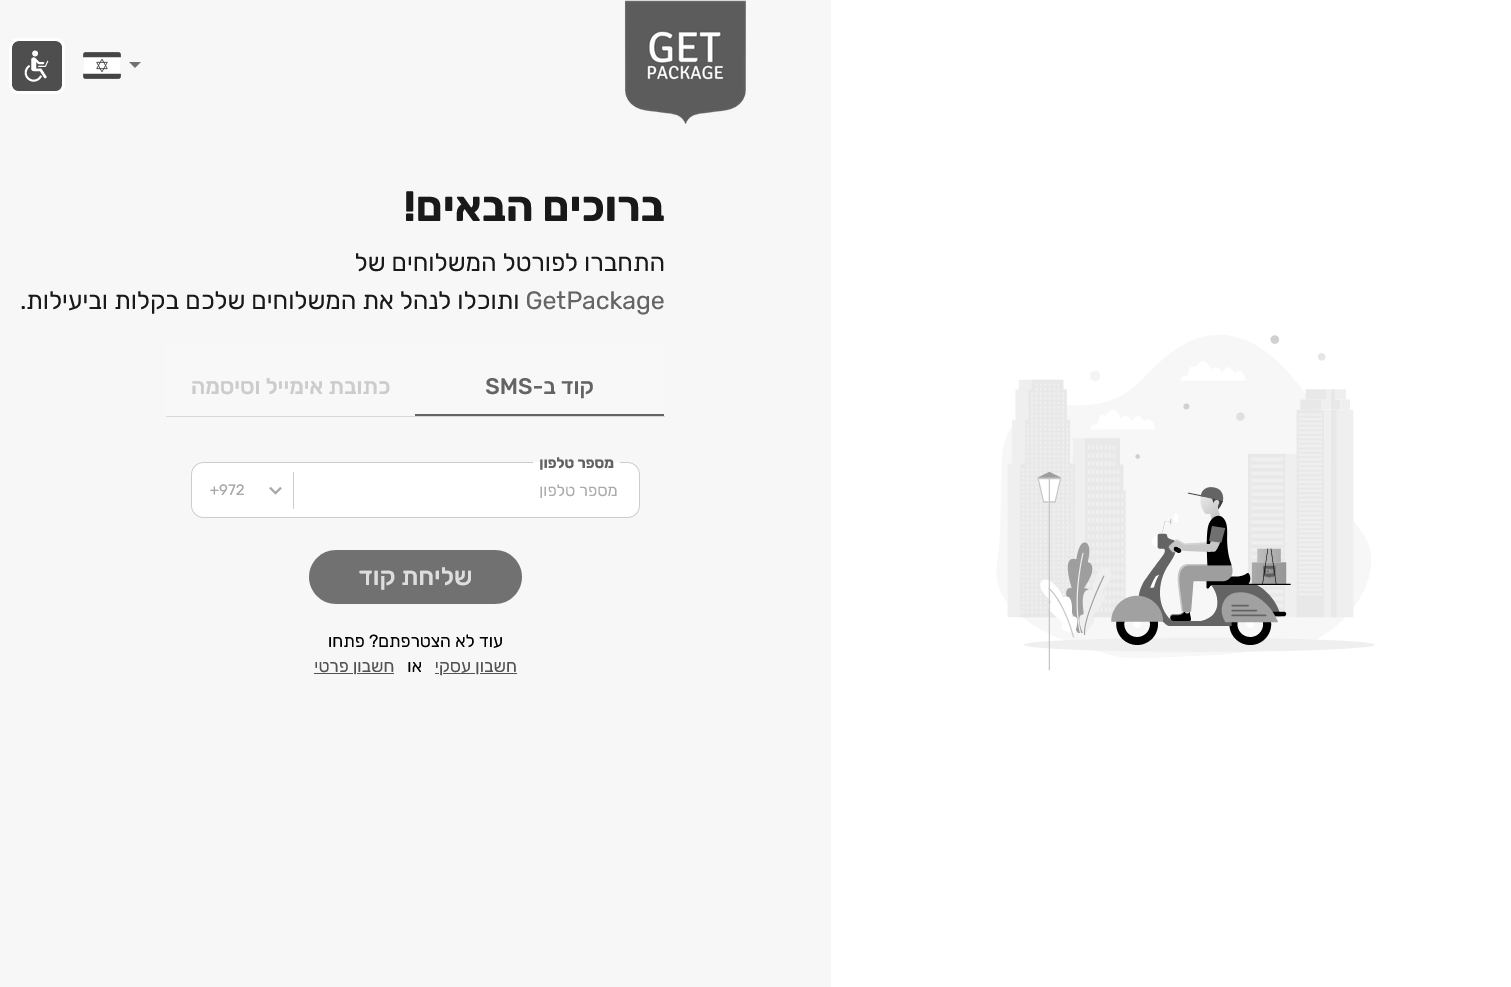 GET
PACKAGE
ברוכים הבאים!
התחברו לפורטל המשלוחים של
GetPackage ותוכלו לנהל את המשלוחים שלכם בקלות וביעילות.
קוד ב-SMS
כתובת אימייל וסיסמה
מספר טלפון
מספר טלפון
+972
שליחת קוד
עוד לא הצטרפתם? פתחו
חשבון עסקי או חשבון פרטי